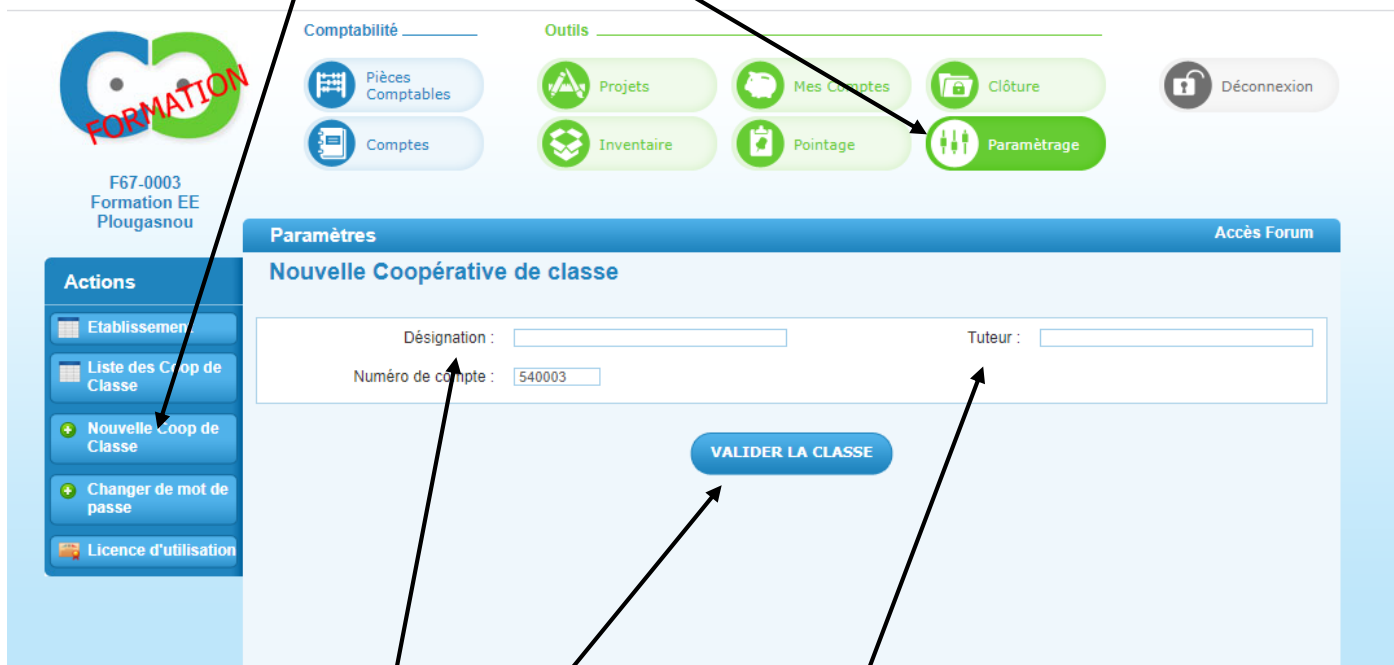 Comptabilité
Outils
FORMATION
Pièces
Comptables
Projets
Mes Comptes
Clôture
Déconnexion
Comptes
Inventaire
Pointage
Paramètrage
F67-0003
Formation EE
Plougasnou
Paramètres
Accès Forum
Actions
Nouvelle Coopérative de classe
Etablissement
Désignation :
Tuteur :
Liste des Coop de
Classe
Numéro de compte :
540003
Nouvelle Coop de
Classe
VALIDER LA CLASSE
Changer de mot de
passe
Licence d'utilisation